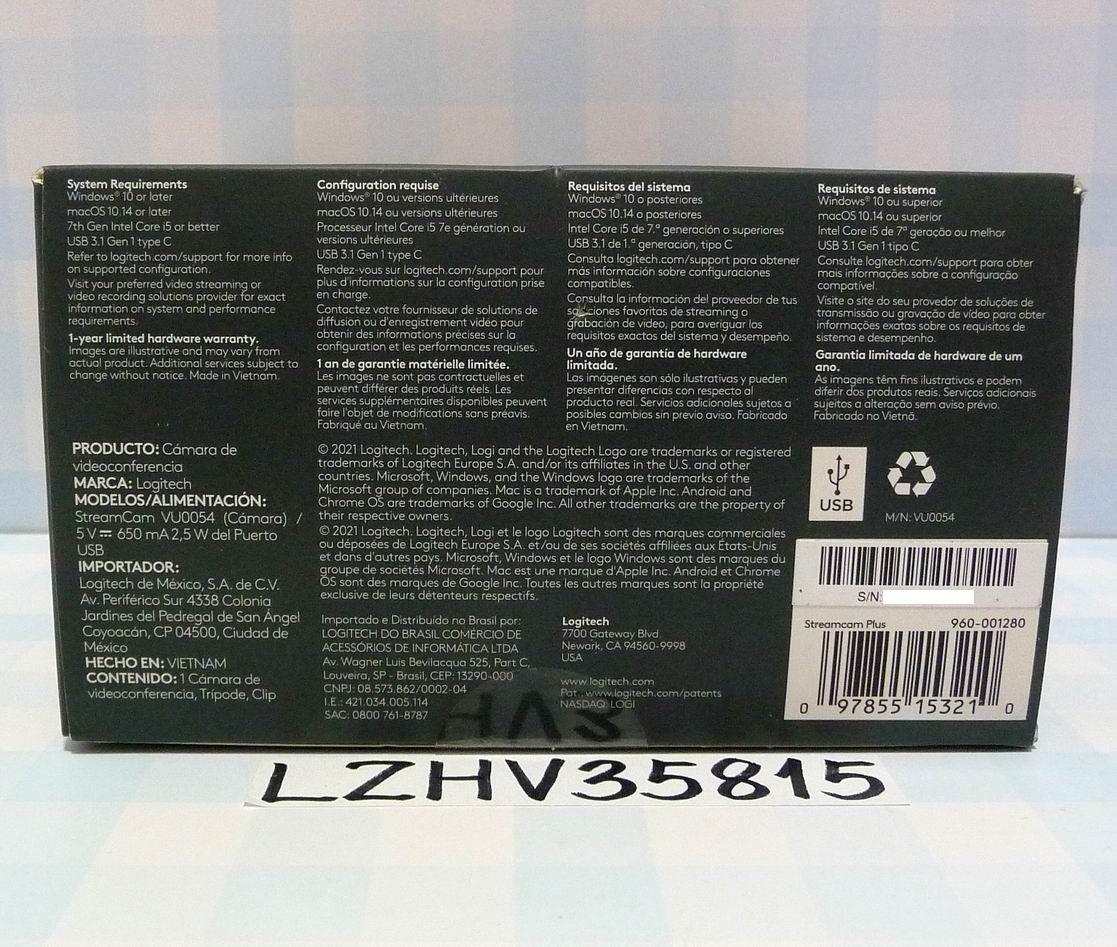 System Requirements
Windows® 10 or later
macOS 10.14 or later
7th Gen Intel Core i5 or better
USB 3.1 Gen 1 type C
Refer to logitech.com/support for more info
on supported configuration.
Visit your preferred video streaming or
video recording solutions provider for exact
information on system and performance
requirements.
1-year limited hardware warranty.
Images are illustrative and may vary from
actual product. Additional services subject to
change without notice. Made in Vietnam.
Configuration requise
Windows® 10 ou versions ultérieures
macOS 10.14 ou versions ultérieures
Processeur Intel Core i5 7e génération ou
versions ultérieures
USB 3.1 Gen 1 type C
Rendez-vous sur logitech.com/support pour
plus d'informations sur la configuration prise
en charge.
Contactez votre fournisseur de solutions de
diffusion ou d'enregistrement vidéo pour
obtenir des informations précises sur la
configuration et les performances requises.
1 an de garantie matérielle limitée.
Les images ne sont pas contractuelles et
peuvent différer des produits réels. Les
services supplémentaires disponibles peuvent
faire l'objet de modifications sans préavis.
Fabriqué au Vietnam.
Requisitos del sistema
Windows® 10 o posteriores
macOS 10.14 o posteriores
Intel Core i5 de 7.ª generación o superiores
USB 3.1 de 1.ª generación, tipo C
Consulta logitech.com/support para obtener
más información sobre configuraciones
compatibles.
Consulta la información del proveedor de tus
soluciones favoritas de streaming o
grabación de video, para averiguar los
requisitos exactos del sistema y desempeño.
Un año de garantía de hardware
limitada.
Las imágenes son sólo ilustrativas y pueden
presentar diferencias con respecto al
producto real. Servicios adicionales sujetos a
posibles cambios sin previo aviso. Fabricado
en Vietnam.
Requisitos de sistema
Windows® 10 ou superior
macOS 10.14 ou superior
Intel Core i5 de 7ª geração ou melhor
USB 3.1 Gen 1 tipo C
Consulte logitech.com/support para obter
mais informações sobre a configuração
compatível.
Visite o site do seu provedor de soluções de
transmissão ou gravação de vídeo para obter
informações exatas sobre os requisitos de
sistema e desempenho.
Garantia limitada de hardware de um
ano.
As imagens têm fins ilustrativos e podem
diferir dos produtos reais. Serviços adicionais
sujeitos a alteração sem aviso prévio.
Fabricado no Vietnã.
PRODUCTO: Cámara de
videoconferencia
MARCA: Logitech
MODELOS/ALIMENTACIÓN:
StreamCam VU0054 (Cámara) /
5 V ⎓ 650 mA 2,5 W del Puerto
USB
IMPORTADOR:
Logitech de México, S.A. de C.V.
Av. Periférico Sur 4338 Colonia
Jardines del Pedregal de San Ángel
Coyoacán, CP 04500, Ciudad de
México
HECHO EN: VIETNAM
CONTENIDO: 1 Cámara de
videoconferencia, Trípode, Clip
© 2021 Logitech. Logitech, Logi and the Logitech Logo are trademarks or registered
trademarks of Logitech Europe S.A. and/or its affiliates in the U.S. and other
countries. Microsoft, Windows, and the Windows logo are trademarks of the
Microsoft group of companies. Mac is a trademark of Apple Inc. Android and
Chrome OS are trademarks of Google Inc. All other trademarks are the property of
their respective owners.
© 2021 Logitech. Logitech, Logi et le logo Logitech sont des marques commerciales
ou déposées de Logitech Europe S.A. et/ou de ses sociétés affiliées aux États-Unis
et dans d'autres pays. Microsoft, Windows et le logo Windows sont des marques du
groupe de sociétés Microsoft. Mac est une marque d'Apple Inc. Android et Chrome
OS sont des marques de Google Inc. Toutes les autres marques sont la propriété
exclusive de leurs détenteurs respectifs.
Importado e Distribuído no Brasil por:
LOGITECH DO BRASIL COMÉRCIO DE
ACESSÓRIOS DE INFORMÁTICA LTDA
Av. Wagner Luis Bevilacqua 525, Part C,
Louveira, SP - Brasil, CEP: 13290-000
CNPJ: 08.573.862/0002-04
I.E.: 421.034.005.114
SAC: 0800 761-8787
Logitech
7700 Gateway Blvd.
Newark, CA 94560-9998
USA
www.logitech.com
Pat.: www.logitech.com/patents
NASDAQ: LOGI
USB
M/N: VU0054
S/N:
Streamcam Plus 960-001280
0 97855 15321 0
LZHV35815